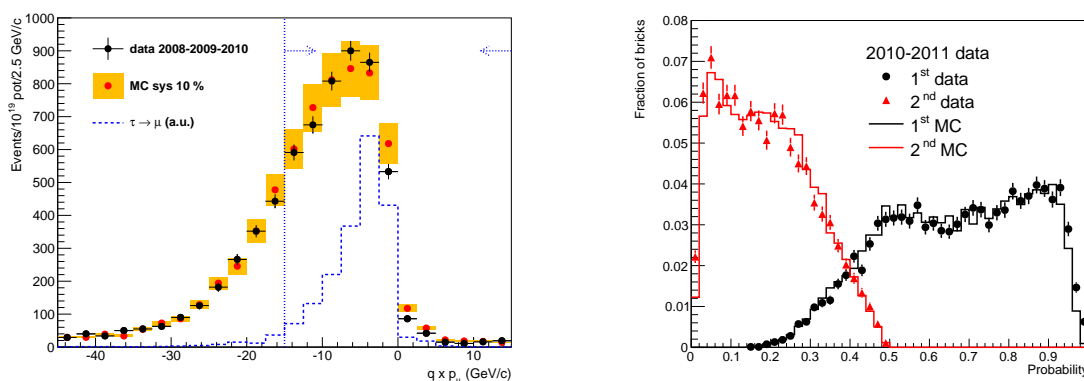 Events/10¹⁹ pot/2.5 GeV/c
1000
900
800
700
600
500
400
300
200
100
0
data 2008-2009-2010
MC sys 10 %
τ → μ (a.u.)
-40 -30 -20 -10 0 10
q x pμ (GeV/c)
Fraction of bricks
0.08
0.07
0.06
0.05
0.04
0.03
0.02
0.01
0
2010-2011 data
1st data
2nd data
1st MC
2nd MC
0 0.1 0.2 0.3 0.4 0.5 0.6 0.7 0.8 0.9
Probability